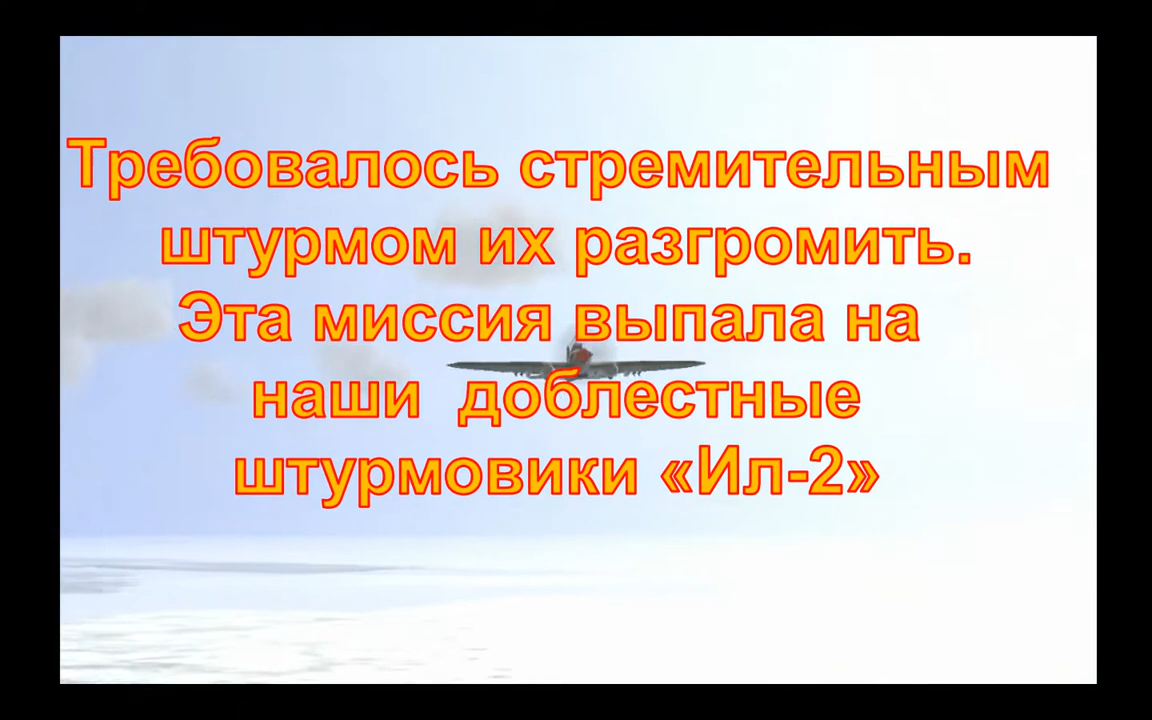 Требовалось стремительным
штурмом их разгромить.
Эта миссия выпала на
наши доблестные
штурмовики «Ил-2»